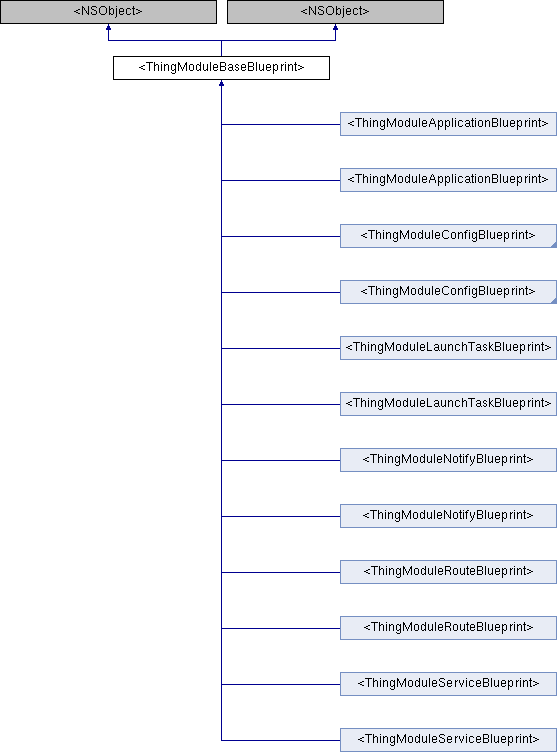 <NSObject>
<NSObject>
<ThingModuleBaseBlueprint>
<ThingModuleApplicationBlueprint>
<ThingModuleApplicationBlueprint>
<ThingModuleConfigBlueprint>
<ThingModuleConfigBlueprint>
<ThingModuleLaunchTaskBlueprint>
<ThingModuleLaunchTaskBlueprint>
<ThingModuleNotifyBlueprint>
<ThingModuleNotifyBlueprint>
<ThingModuleRouteBlueprint>
<ThingModuleRouteBlueprint>
<ThingModuleServiceBlueprint>
<ThingModuleServiceBlueprint>